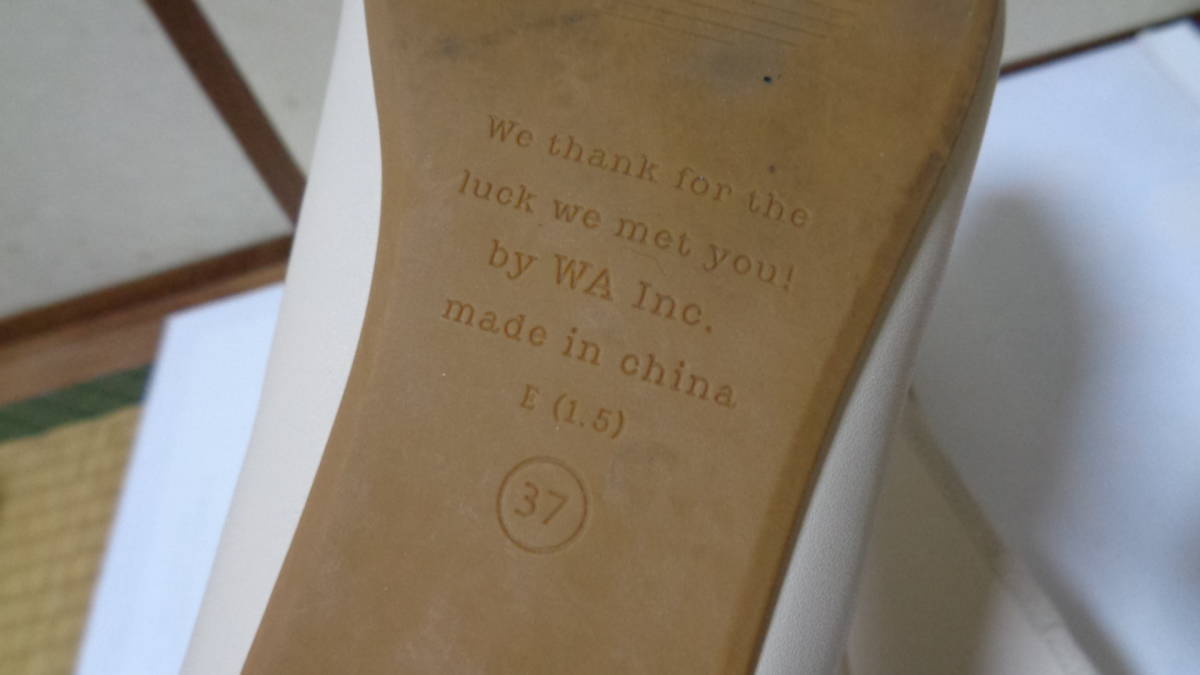 We thank for the
luck we met you!
by WA Inc.
made in china
E (1.5)
37